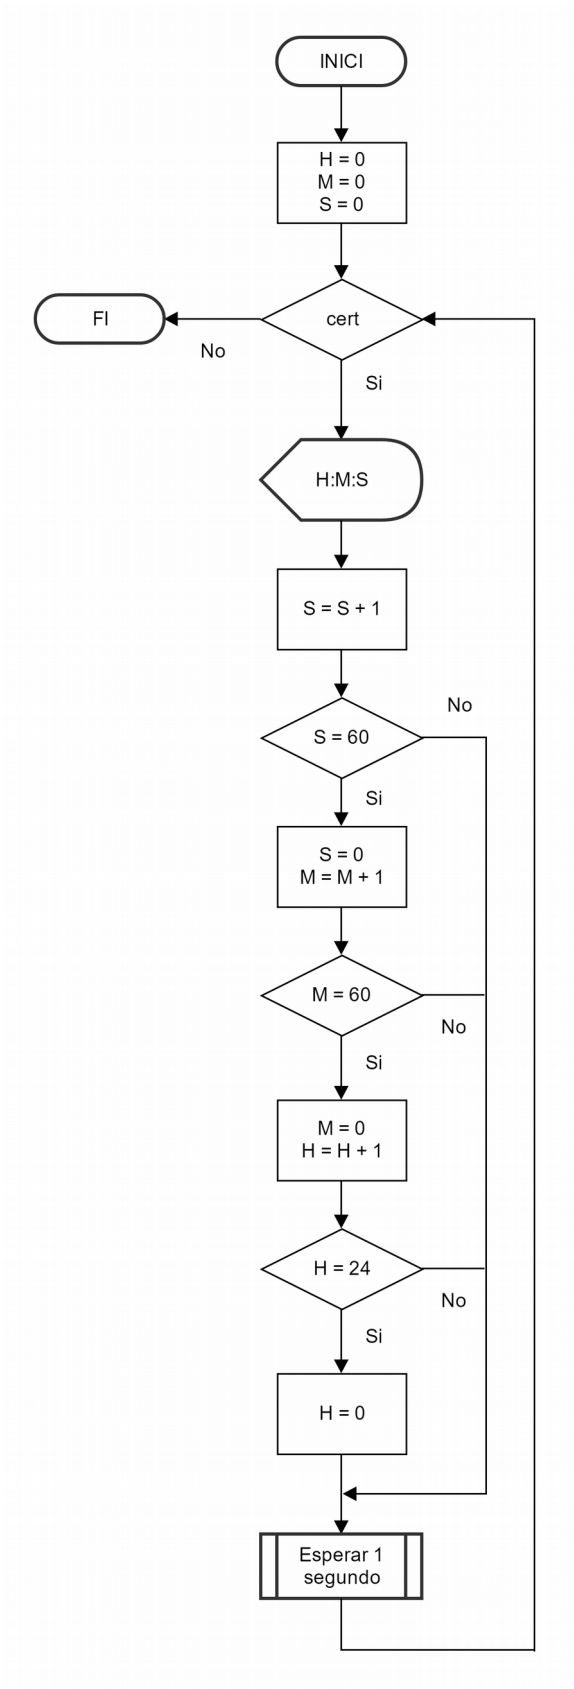 INICI
H = 0
M = 0
S = 0
cert
FI
No
Si
H:M:S
S = S + 1
No
S = 60
Si
S = 0
M = M + 1
M = 60
No
Si
M = 0
H = H + 1
H = 24
No
Si
H = 0
Esperar 1
segundo